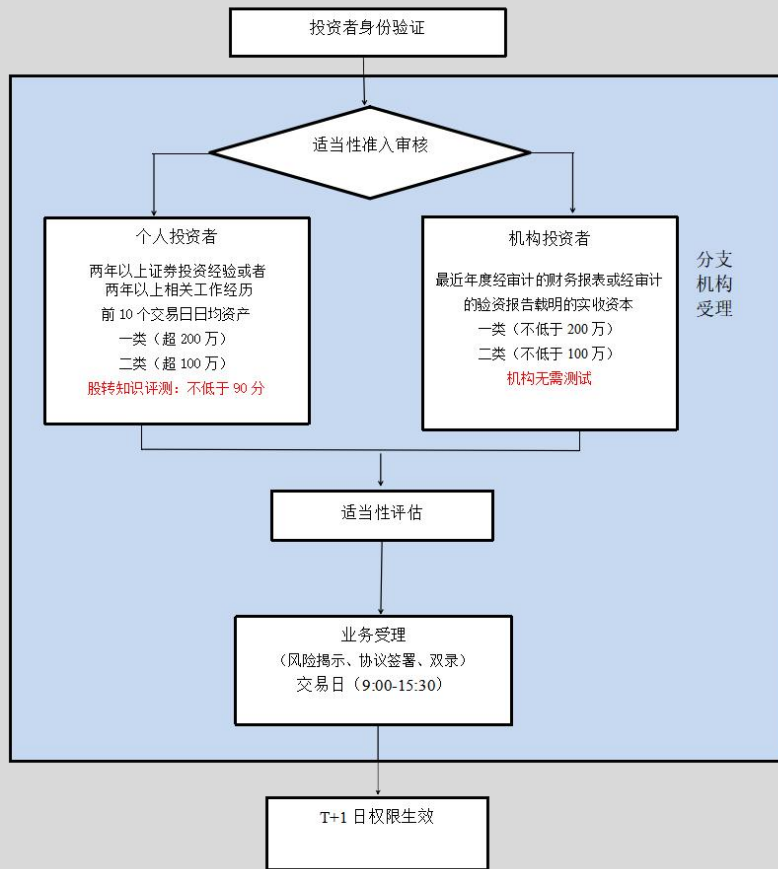 投资者身份验证
适当性准入审核
个人投资者
两年以上证券投资经验或者
两年以上相关工作经历
前 10 个交易日日均资产
一类（超 200 万）
二类（超 100 万）
股转知识评测：不低于 90 分
机构投资者
最近年度经审计的财务报表或经审计
的验资报告载明的实收资本
一类（不低于 200 万）
二类（不低于 100 万）
机构无需测试
分支
机构
受理
适当性评估
业务受理
（风险揭示、协议签署、双录）
交易日（9:00-15:30）
T+1 日权限生效